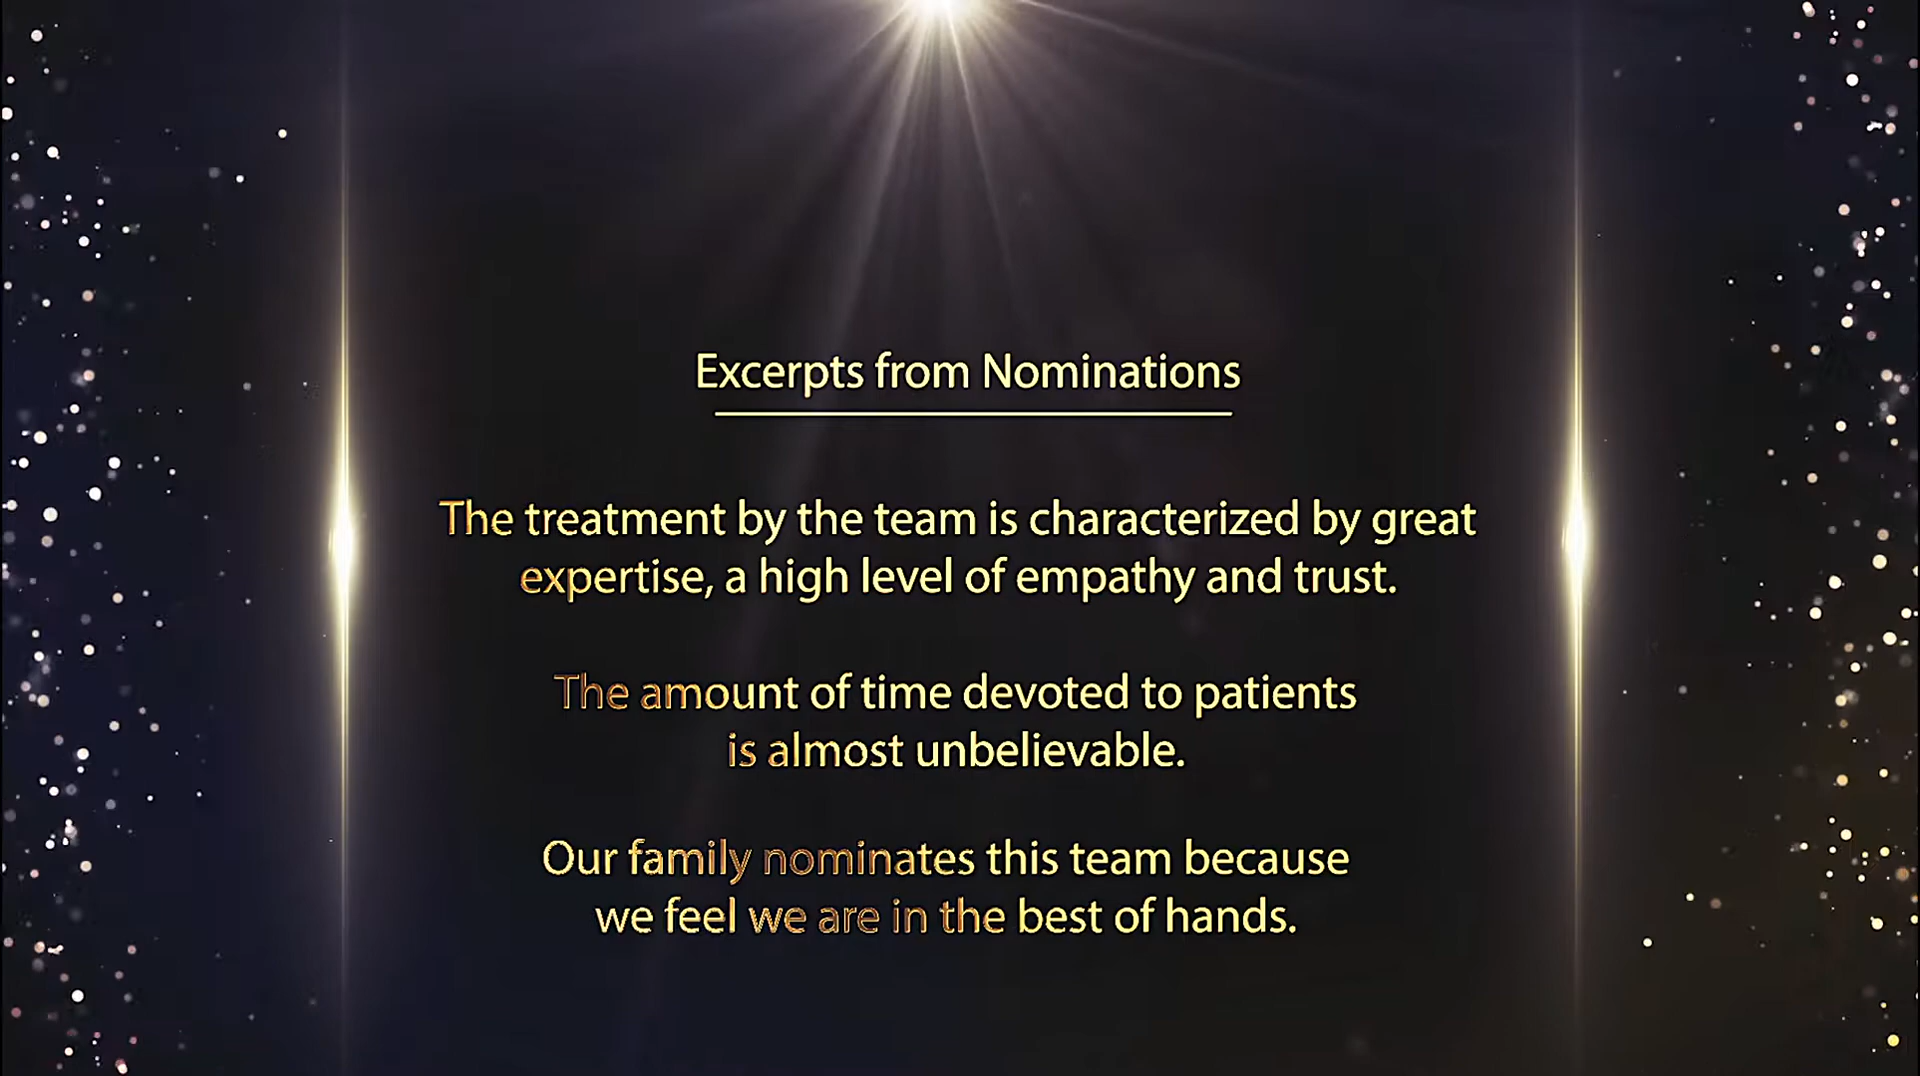 Excerpts from Nominations
The treatment by the team is characterized by great
expertise, a high level of empathy and trust.
The amount of time devoted to patients
is almost unbelievable.
Our family nominates this team because
we feel we are in the best of hands.